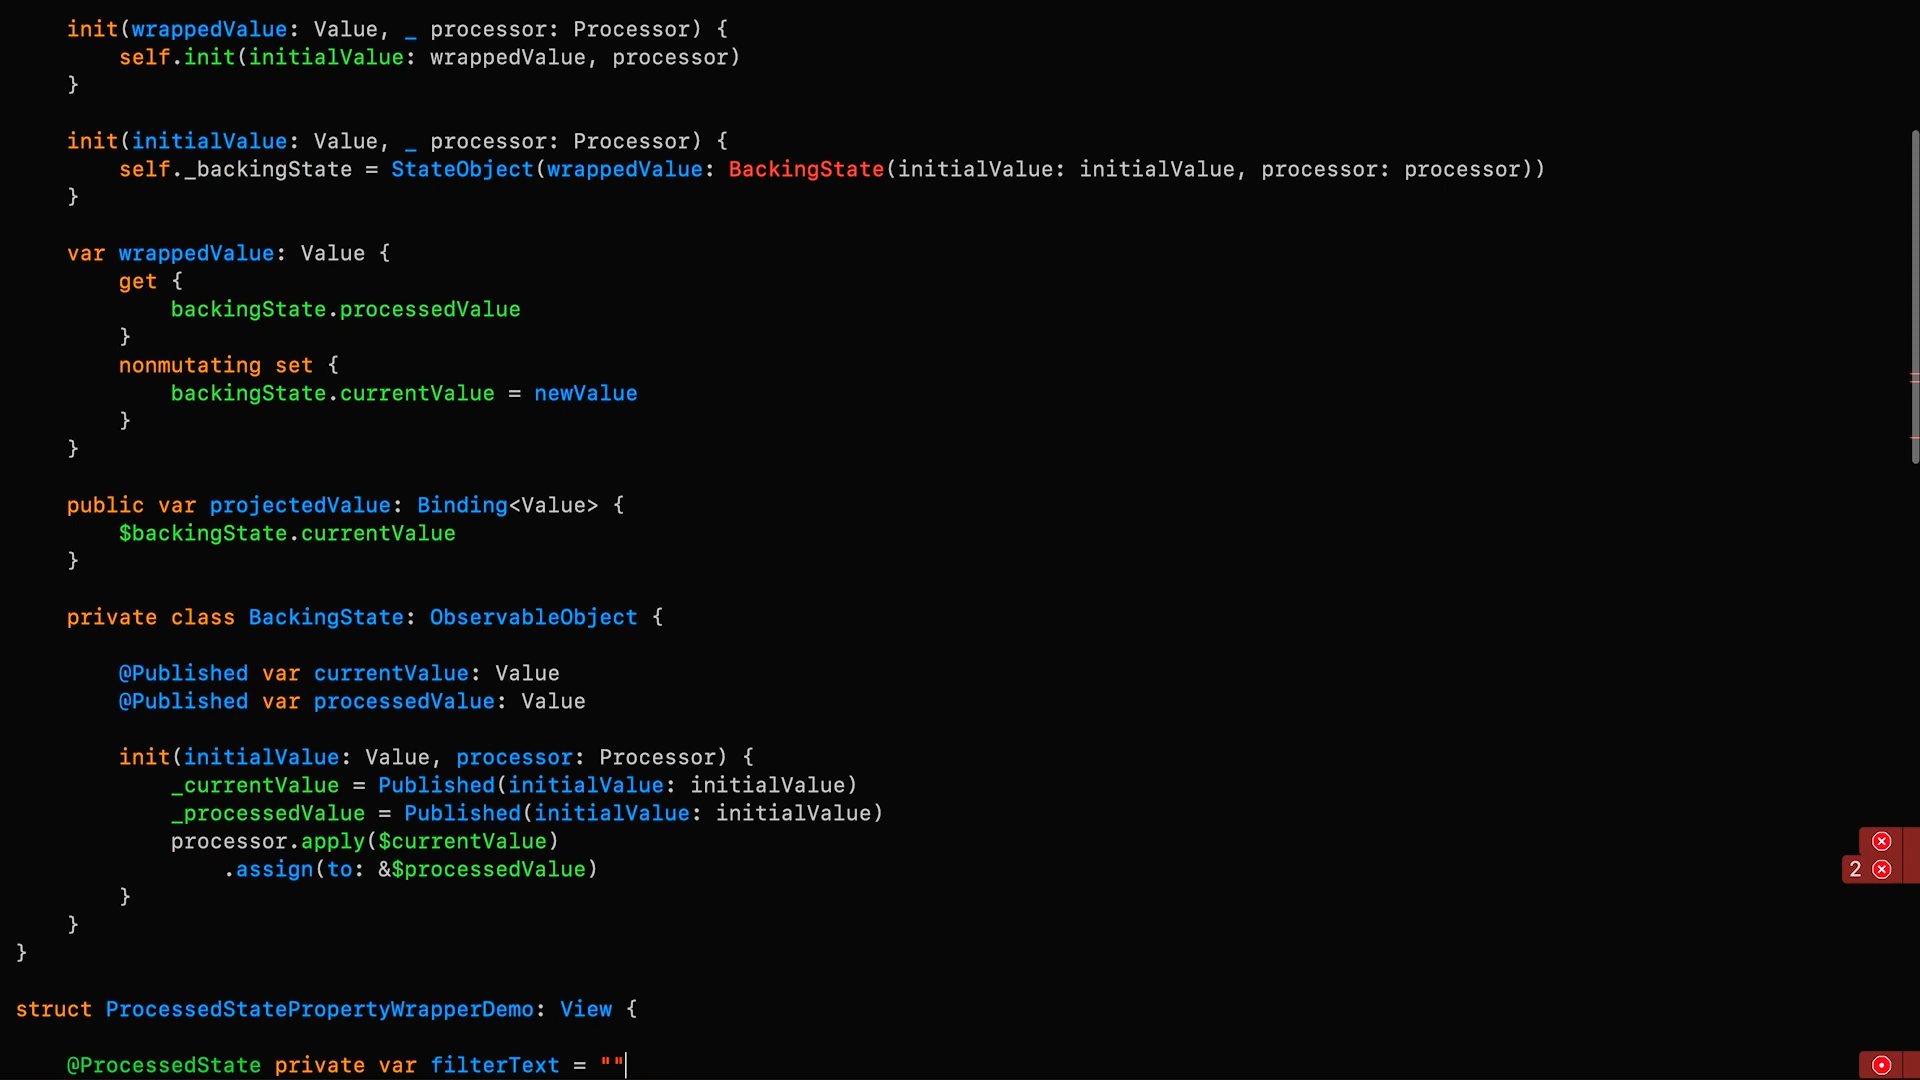 init(wrappedValue: Value, _ processor: Processor) {
self.init(initialValue: wrappedValue, processor)
}
init(initialValue: Value, _ processor: Processor) {
self._backingState = StateObject(wrappedValue: BackingState(initialValue: initialValue, processor: processor))
}
var wrappedValue: Value {
get {
backingState.processedValue
}
nonmutating set {
backingState.currentValue = newValue
}
}
public var projectedValue: Binding<Value> {
$backingState.currentValue
}
private class BackingState: ObservableObject {
@Published var currentValue: Value
@Published var processedValue: Value
init(initialValue: Value, processor: Processor) {
_currentValue = Published(initialValue: initialValue)
_processedValue = Published(initialValue: initialValue)
processor.apply($currentValue)
.assign(to: &$processedValue)
2
}
}
}
struct ProcessedStatePropertyWrapperDemo: View {
@ProcessedState private var filterText = ""